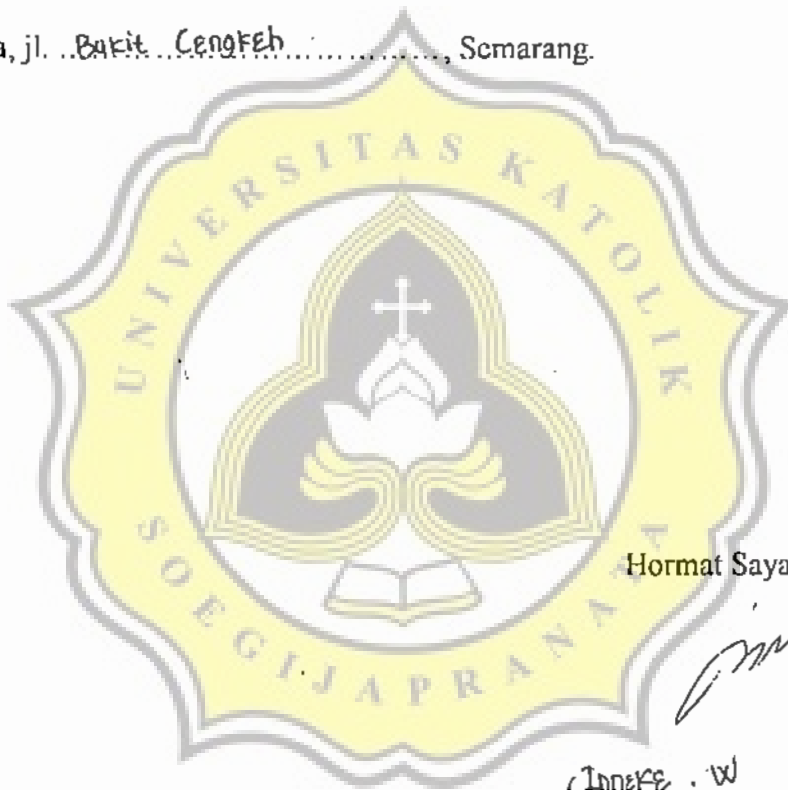 a, jl. ..Bukit Cengkeh.............., Semarang.
UNIVERSITAS KATOLIK
SOEGIJAPRANATA
Hormat Saya
(Inneke . W